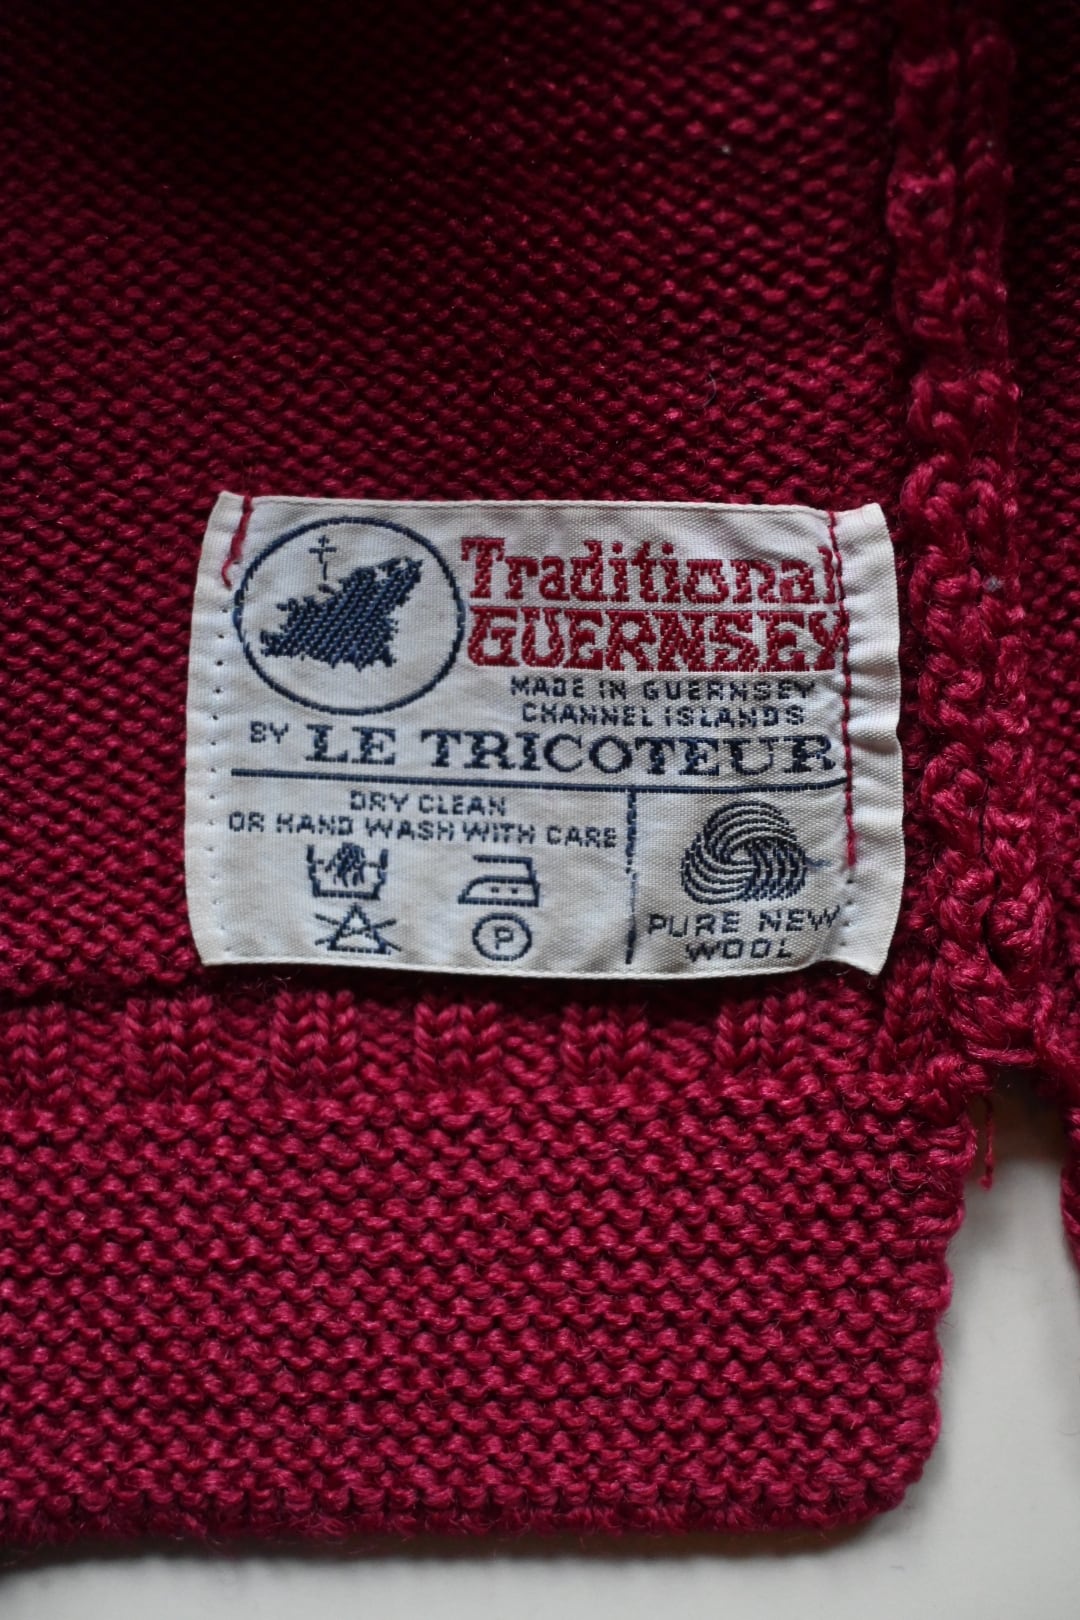 Traditional
GUERNSEY
MADE IN GUERNSEY
CHANNEL ISLANDS
BY LE TRICOTEUR
DRY CLEAN
OR HAND WASH WITH CARE
P
PURE NEW
WOOL